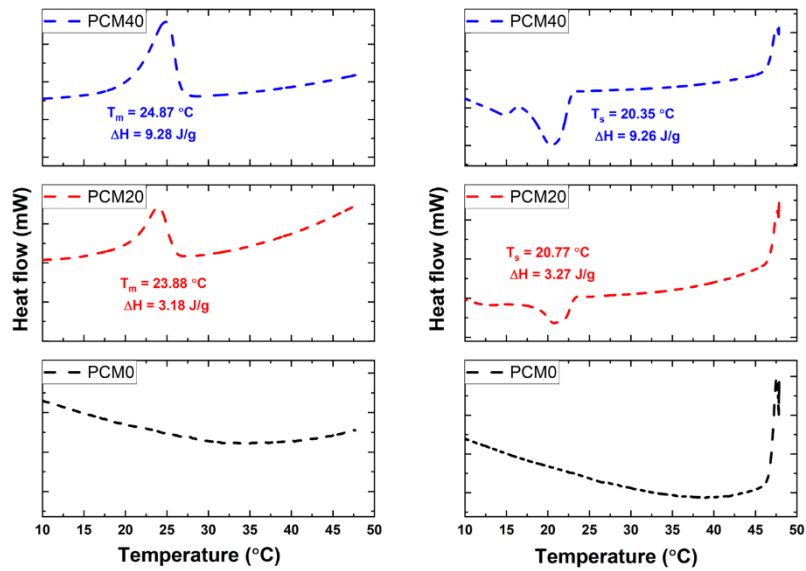 PCM40
T_m = 24.87 °C
ΔH = 9.28 J/g
PCM20
T_m = 23.88 °C
ΔH = 3.18 J/g
PCM0
Heat flow (mW)
10 15 20 25 30 35 40 45 50
Temperature (°C)
PCM40
T_s = 20.35 °C
ΔH = 9.26 J/g
PCM20
T_s = 20.77 °C
ΔH = 3.27 J/g
PCM0
Heat flow (mW)
10 15 20 25 30 35 40 45 50
Temperature (°C)